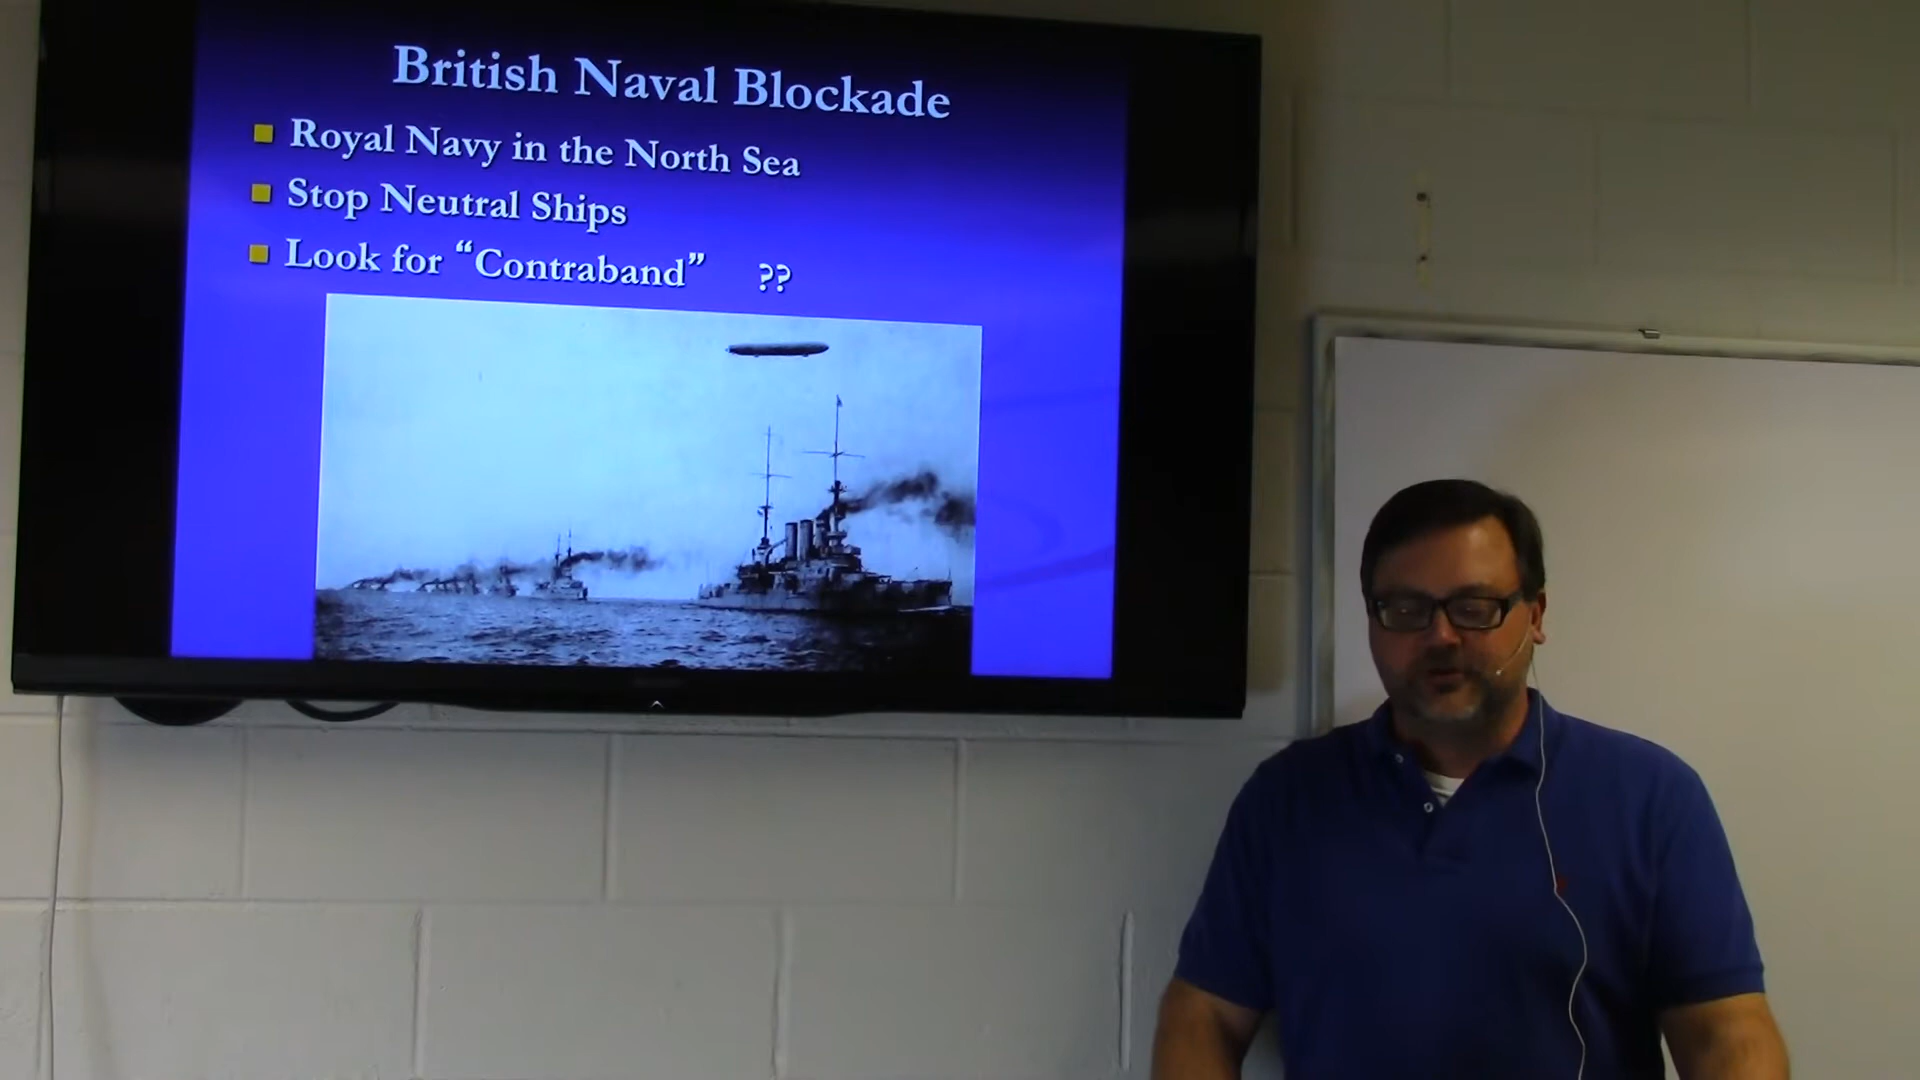 British Naval Blockade
Royal Navy in the North Sea
Stop Neutral Ships
Look for “Contraband” ??